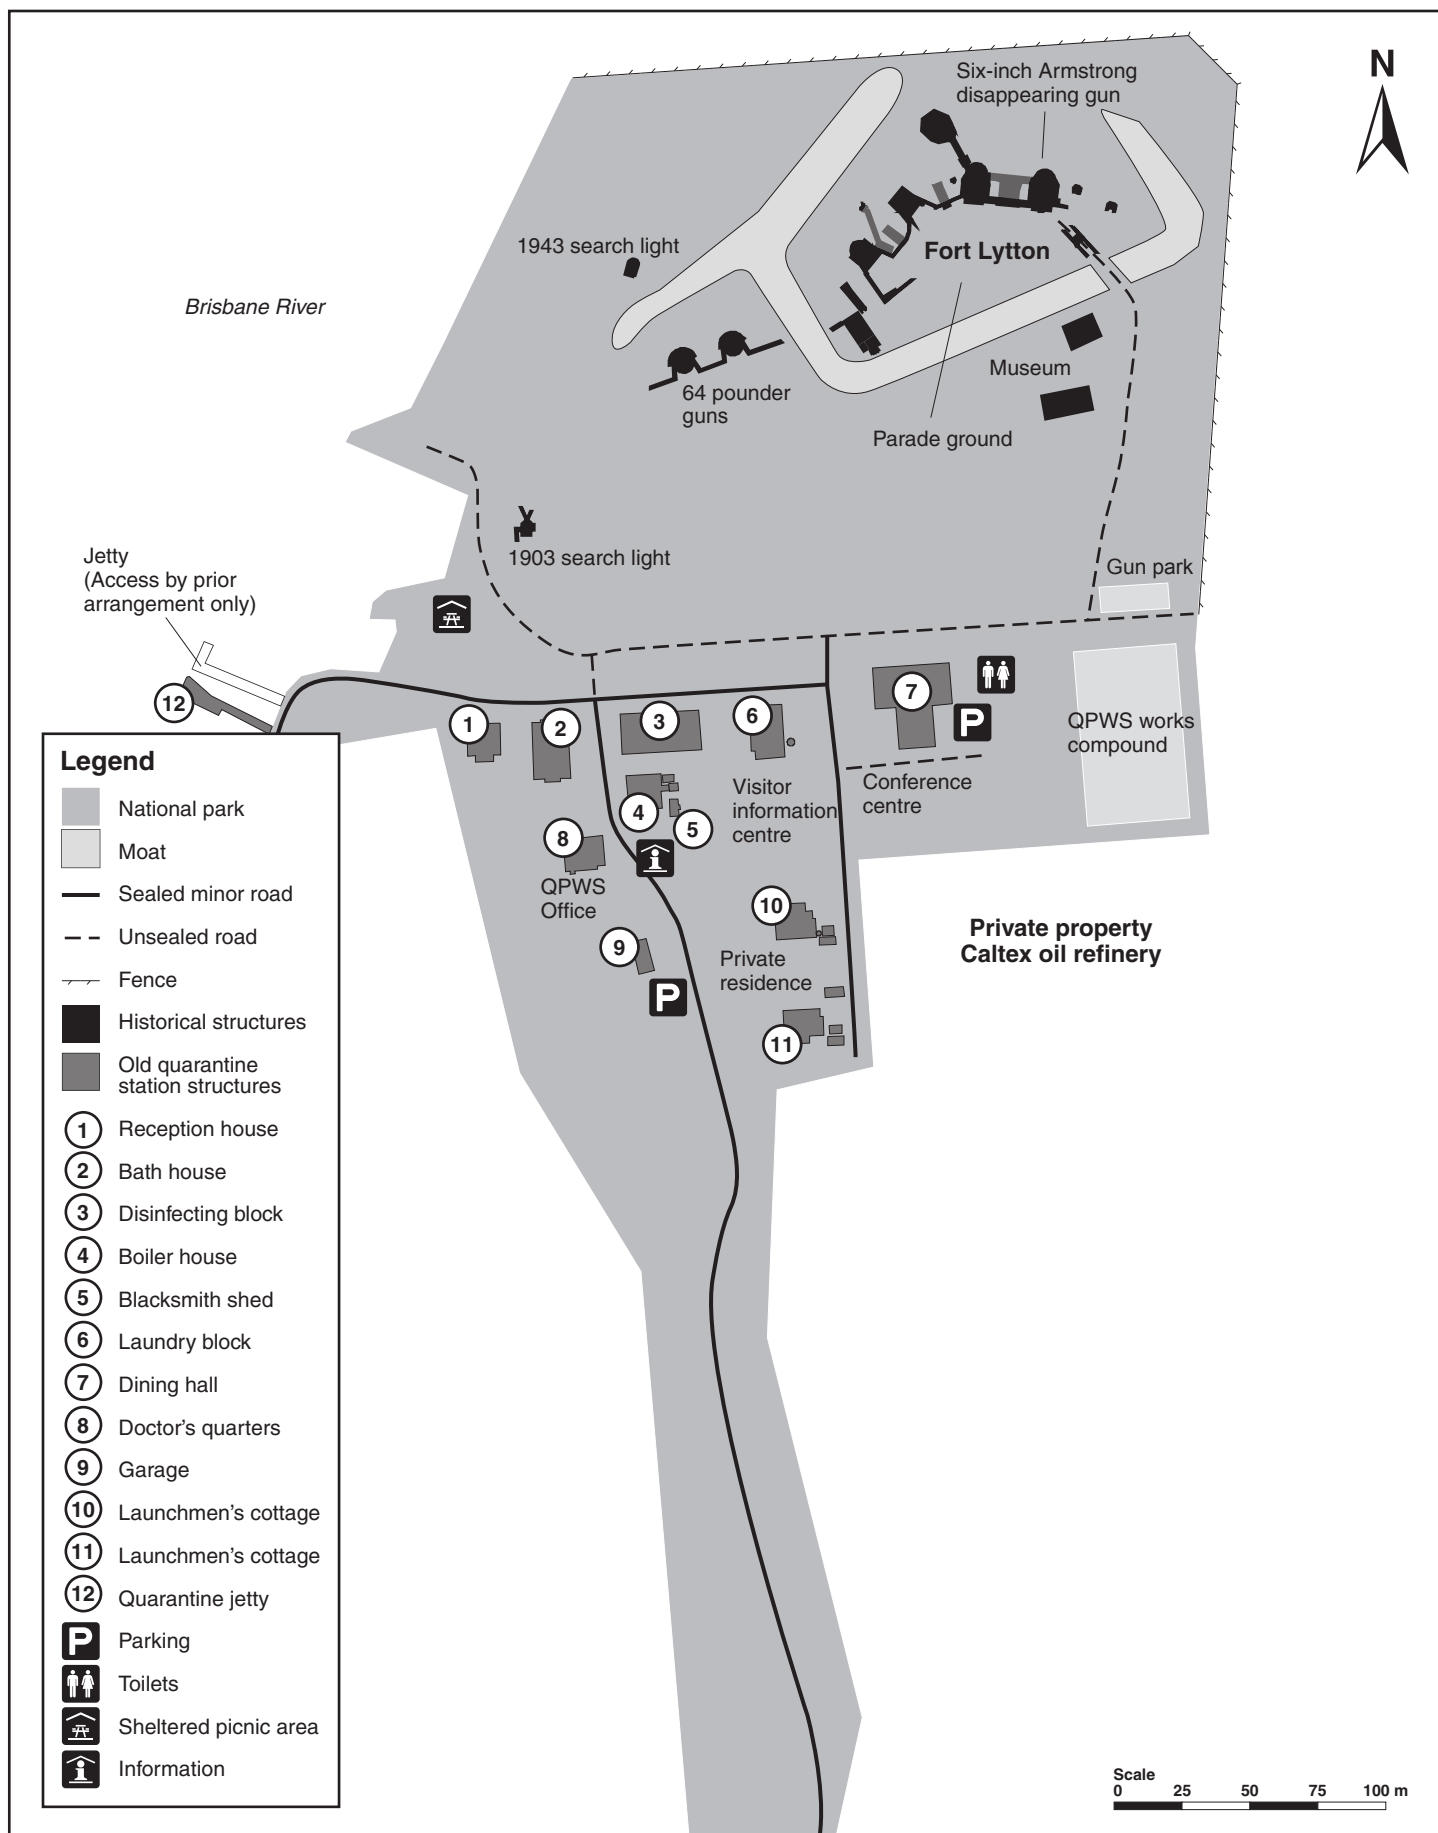 N
Six-inch Armstrong
disappearing gun
1943 search light
Fort Lytton
Brisbane River
Museum
64 pounder
guns
Parade ground
1903 search light
Jetty
(Access by prior
arrangement only)
Gun park
12
1
2
3
6
7
P
QPWS works
compound
Visitor
information
centre
Conference
centre
4
5
8
QPWS
Office
10
9
Private
residence
P
11
Private property
Caltex oil refinery
Legend
National park
Moat
Sealed minor road
Unsealed road
Fence
Historical structures
Old quarantine
station structures
1 Reception house
2 Bath house
3 Disinfecting block
4 Boiler house
5 Blacksmith shed
6 Laundry block
7 Dining hall
8 Doctor's quarters
9 Garage
10 Launchmen's cottage
11 Launchmen's cottage
12 Quarantine jetty
P Parking
Toilets
Sheltered picnic area
Information
Scale
0 25 50 75 100 m